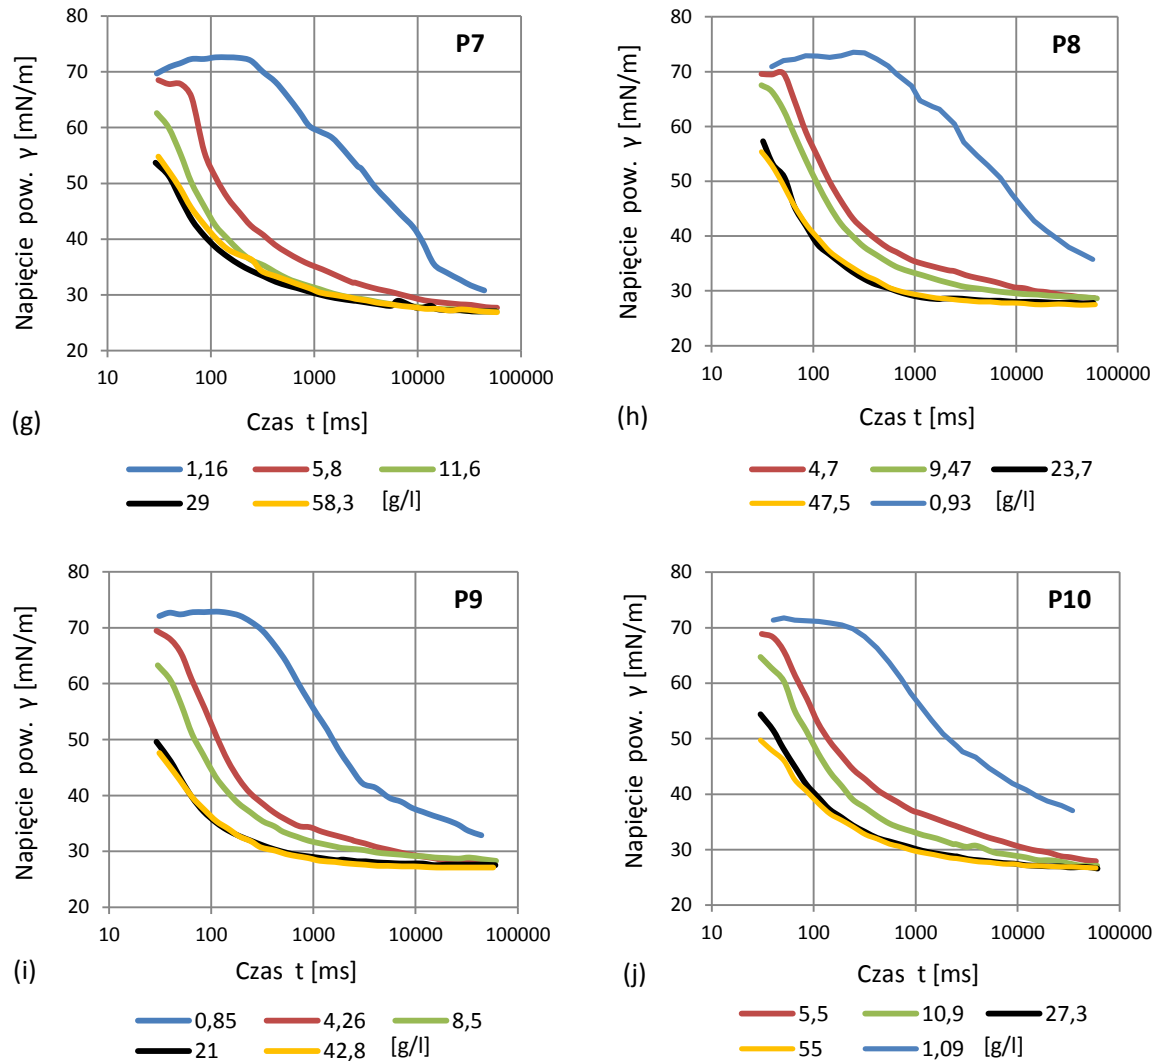 P7
Napięcie pow. γ [mN/m]
80
70
60
50
40
30
20
10 100 1000 10000 100000
(g)
Czas t [ms]
1,16 5,8 11,6
29 58,3 [g/l]
P8
Napięcie pow. γ [mN/m]
80
70
60
50
40
30
20
10 100 1000 10000 100000
(h)
Czas t [ms]
4,7 9,47 23,7
47,5 0,93 [g/l]
P9
Napięcie pow. γ [mN/m]
80
70
60
50
40
30
20
10 100 1000 10000 100000
(i)
Czas t [ms]
0,85 4,26 8,5
21 42,8 [g/l]
P10
Napięcie pow. γ [mN/m]
80
70
60
50
40
30
20
10 100 1000 10000 100000
(j)
Czas t [ms]
5,5 10,9 27,3
55 1,09 [g/l]